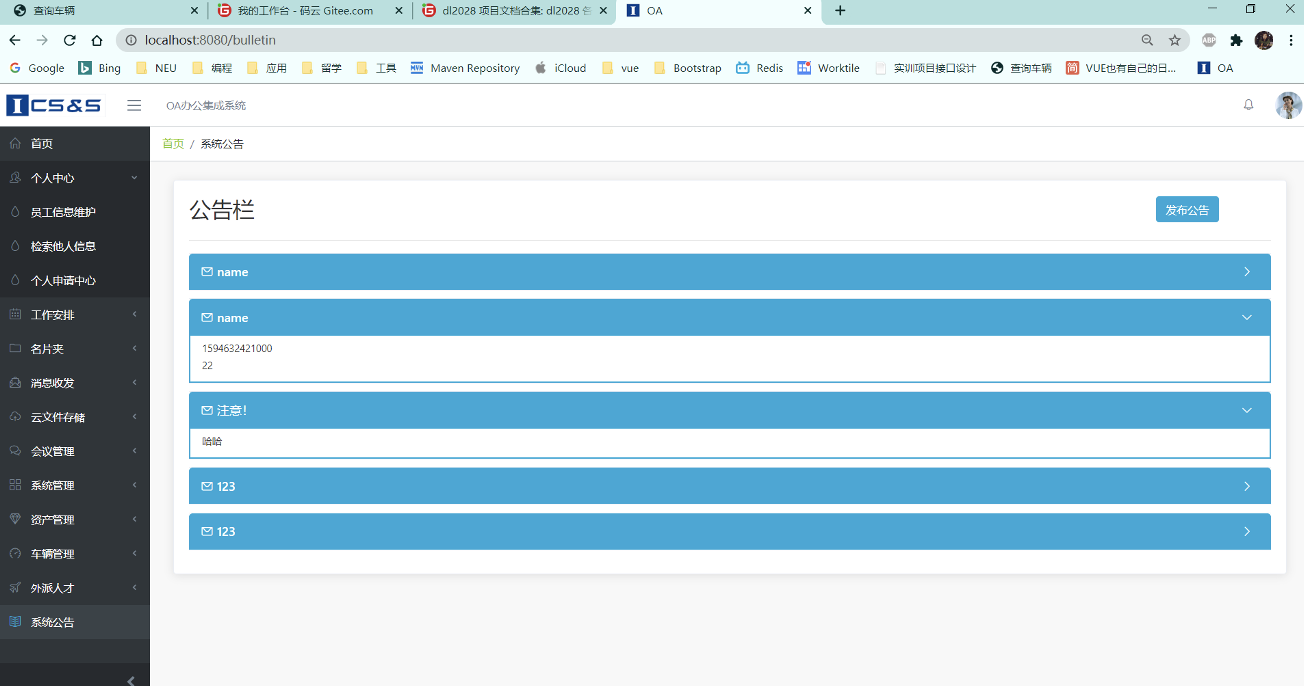 查询车辆
我的工作台 - 码云 Gitee.com
dl2028 项目文档合集: dl2028
OA
localhost:8080/bulletin
ABP
Google
Bing
NEU
编程
应用
留学
工具
Maven Repository
iCloud
vue
Bootstrap
Redis
Worktile
实训项目接口设计
查询车辆
简
VUE也有自己的日...
OA
ICS&S
OA办公集成系统
首页 / 系统公告
首页
个人中心
员工信息维护
检索他人信息
个人申请中心
工作安排
名片夹
消息收发
云文件存储
会议管理
系统管理
资产管理
车辆管理
外派人才
系统公告
公告栏
发布公告
name
name
1594632421000
22
注意!
哈哈
123
123